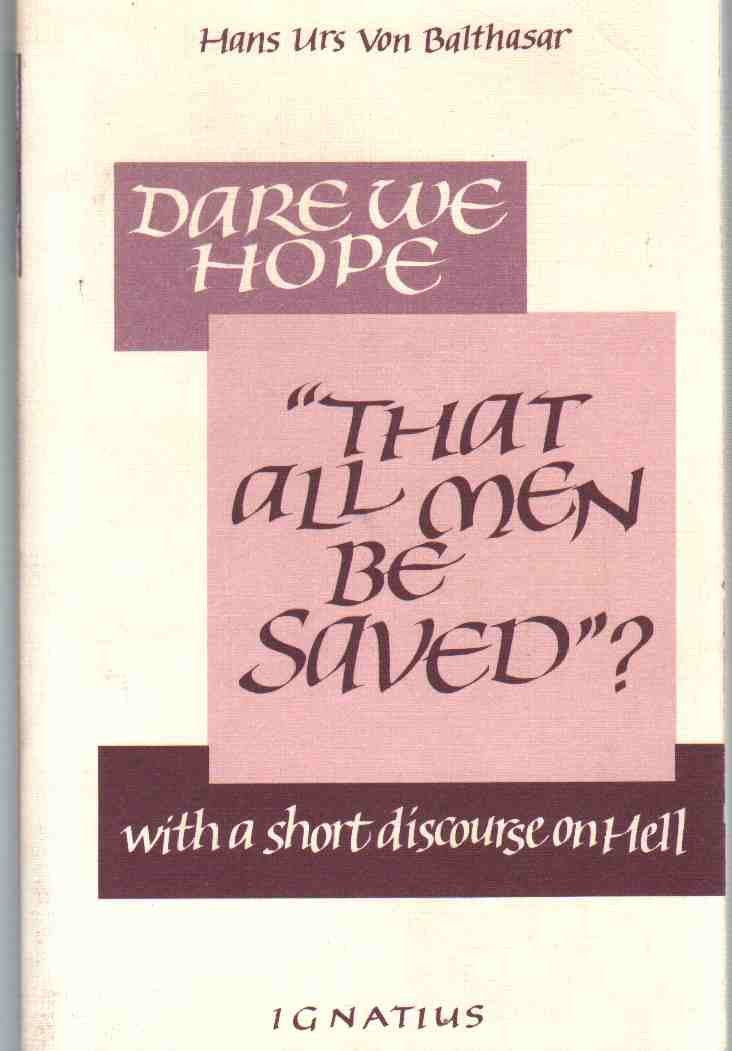 Hans Urs Von Balthasar
DARE WE
HOPE
“THAT
ALL MEN
BE
SAVED”?
with a short discourse on Hell
IGNATIUS